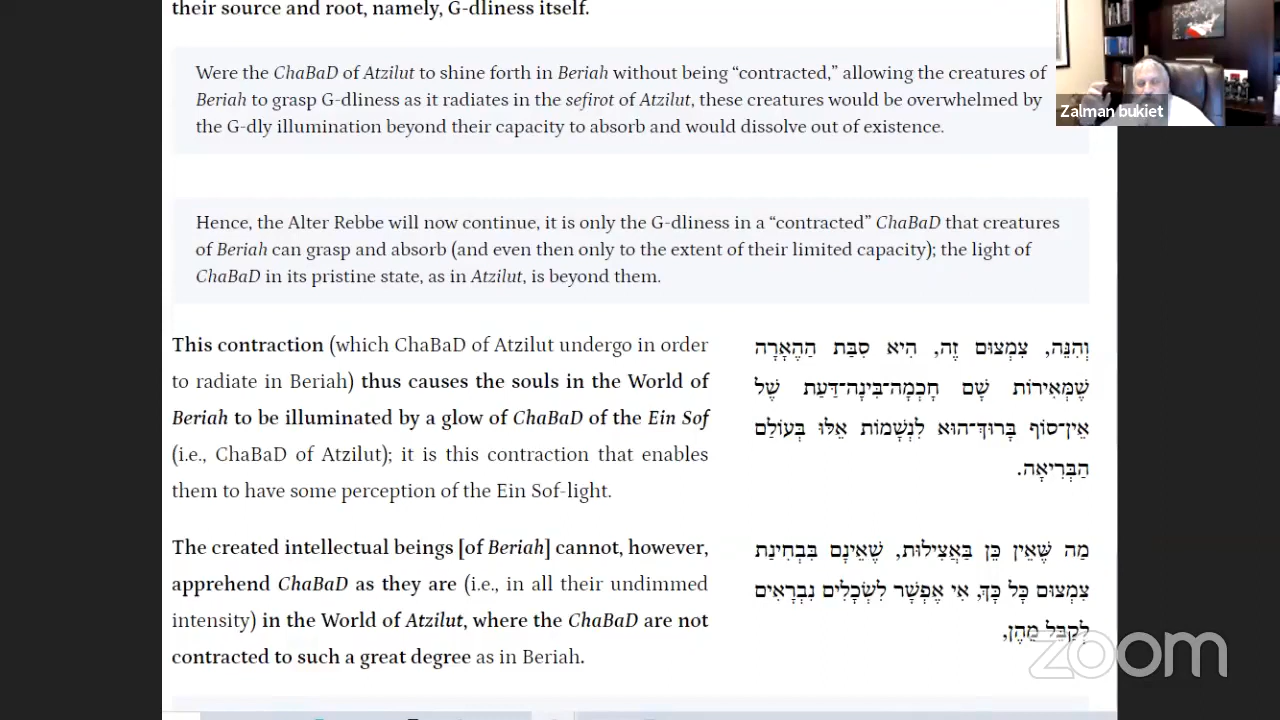 their source and root, namely, G-dliness itself.
Were the ChaBaD of Atzilut to shine forth in Beriah without being “contracted,” allowing the creatures of
Beriah to grasp G-dliness as it radiates in the sefirot of Atzilut, these creatures would be overwhelmed by
the G-dly illumination beyond their capacity to absorb and would dissolve out of existence.
Zalman bukiet
Hence, the Alter Rebbe will now continue, it is only the G-dliness in a “contracted” ChaBaD that creatures
of Beriah can grasp and absorb (and even then only to the extent of their limited capacity); the light of
ChaBaD in its pristine state, as in Atzilut, is beyond them.
This contraction (which ChaBaD of Atzilut undergo in order
to radiate in Beriah) thus causes the souls in the World of
Beriah to be illuminated by a glow of ChaBaD of the Ein Sof
(i.e., ChaBaD of Atzilut); it is this contraction that enables
them to have some perception of the Ein Sof-light.
וְהִנֵּה, צִמְצוּם זֶה, הִיא סִבַּת הַהֶאָרָה
שֶׁמְּאִירוֹת שָׁם חָכְמָה־בִּינָה־דַּעַת שֶׁל
אֵין־סוֹף בָּרוּךְ־הוּא לִנְשָׁמוֹת אֵלּוּ בְּעוֹלַם
הַבְּרִיאָה.
The created intellectual beings [of Beriah] cannot, however,
apprehend ChaBaD as they are (i.e., in all their undimmed
intensity) in the World of Atzilut, where the ChaBaD are not
contracted to such a great degree as in Beriah.
מַה שֶּׁאֵין כֵּן בַּאֲצִילוּת, שֶׁאֵינָם בִּבְחִינַת
צִמְצוּם כָּל כָּךְ, אִי אֶפְשָׁר לִשְׂכָלִים נִבְרָאִים
לְקַבֵּל מֵהֶן,
zoom